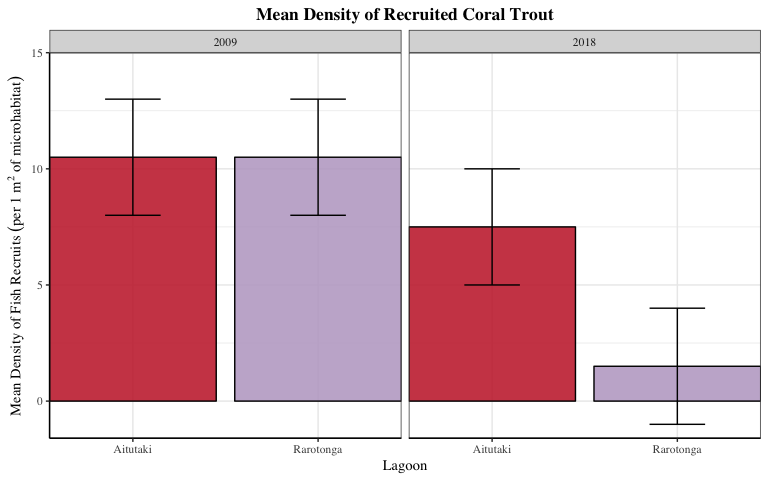 Mean Density of Recruited Coral Trout
2009
2018
Mean Density of Fish Recruits (per 1 m² of microhabitat)
15
10
5
0
Aitutaki
Rarotonga
Aitutaki
Rarotonga
Lagoon